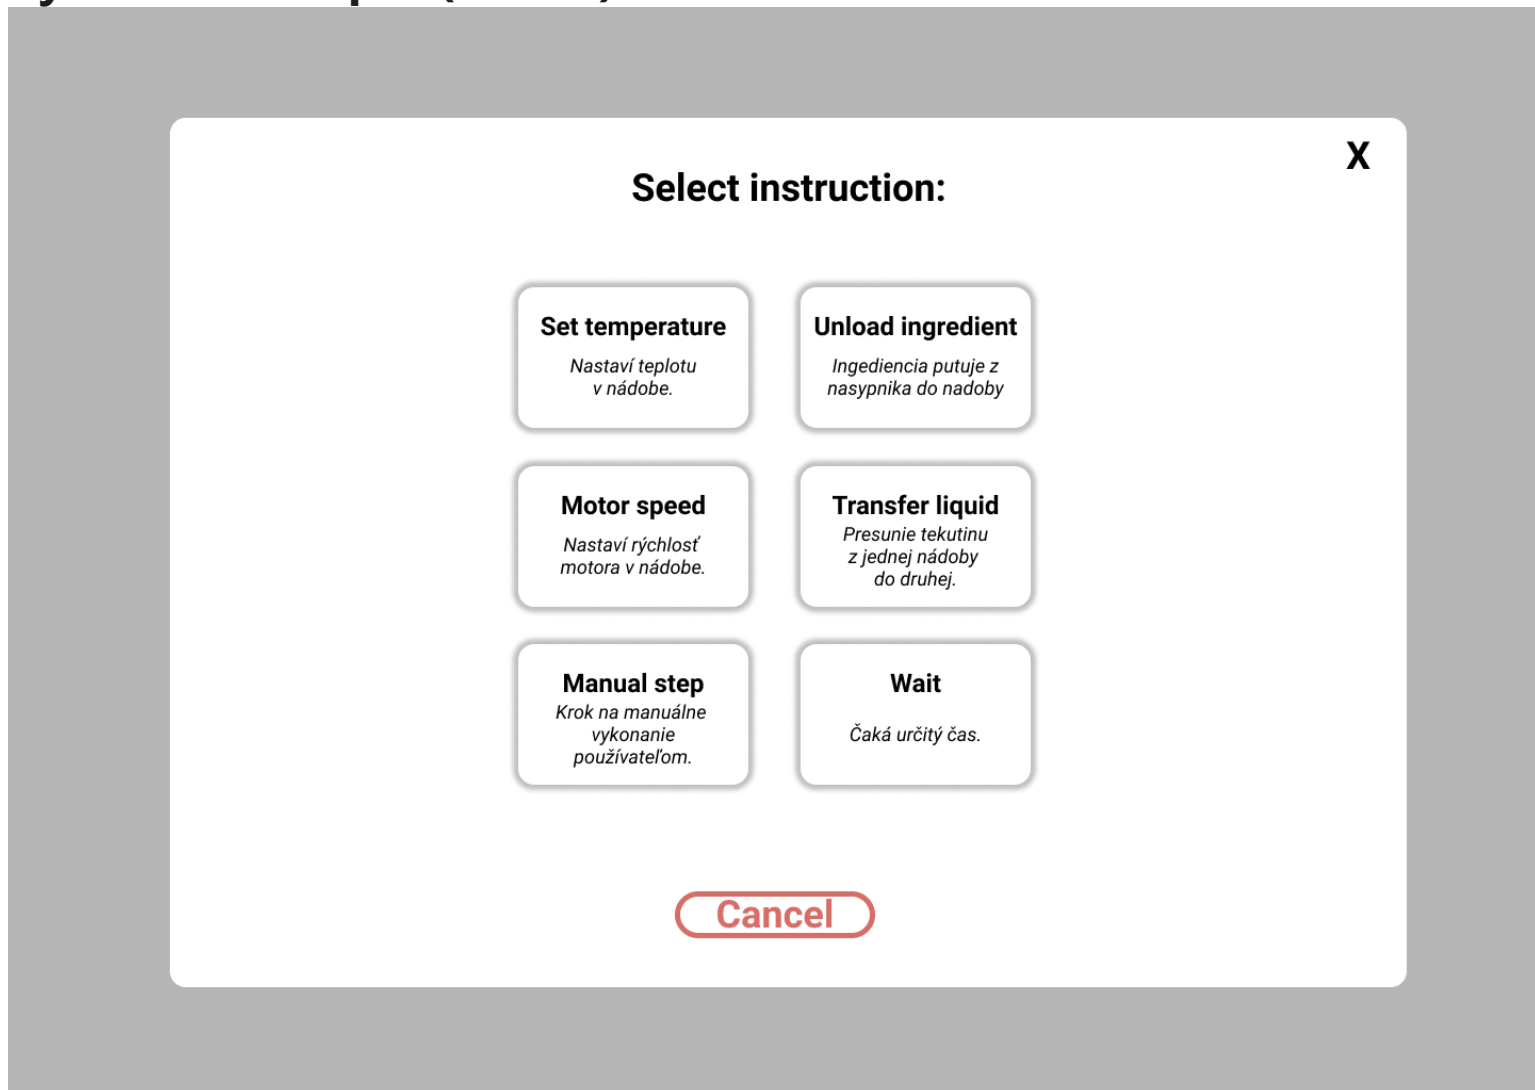 X
Select instruction:
Set temperature
Nastaví teplotu
v nádobe.
Unload ingredient
Ingediencia putuje z
nasypnika do nadoby
Motor speed
Nastaví rýchlosť
motora v nádobe.
Transfer liquid
Presunie tekutinu
z jednej nádoby
do druhej.
Manual step
Krok na manuálne
vykonanie
používateľom.
Wait
Čaká určitý čas.
Cancel